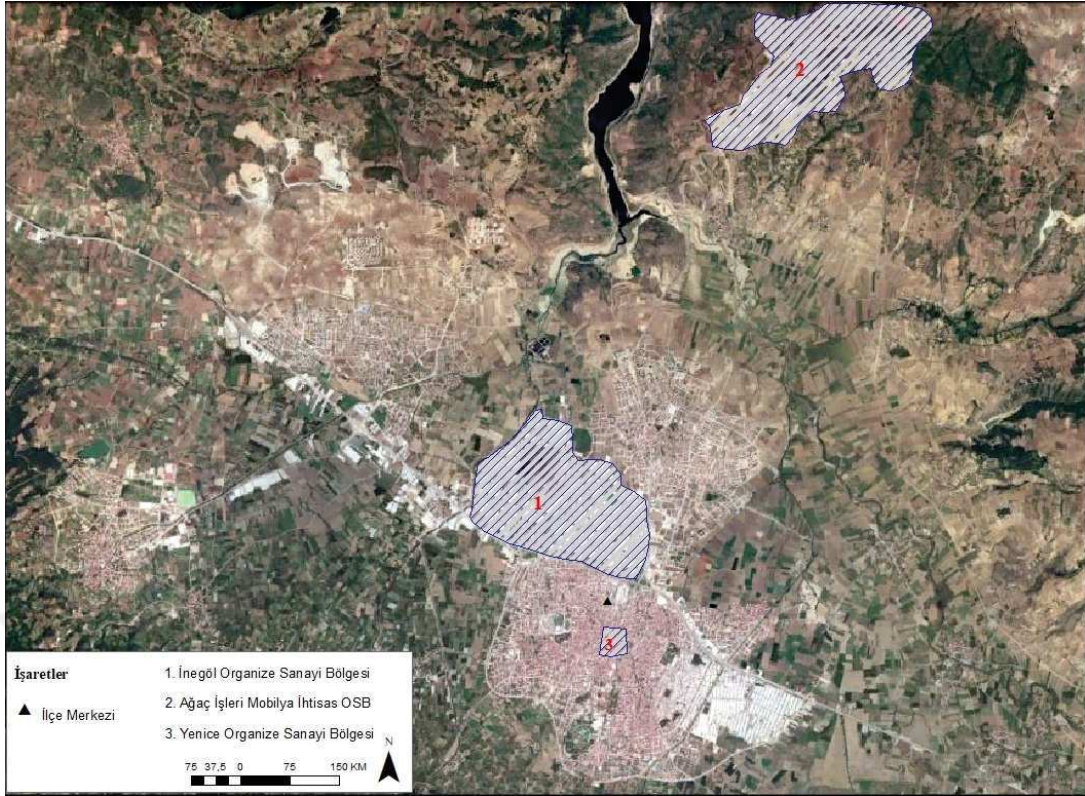 2
1
3
İşaretler
▲ İlçe Merkezi
1. İnegöl Organize Sanayi Bölgesi
2. Ağaç İşleri Mobilya İhtisas OSB
3. Yenice Organize Sanayi Bölgesi
N
75 37,5 0 75 150 KM